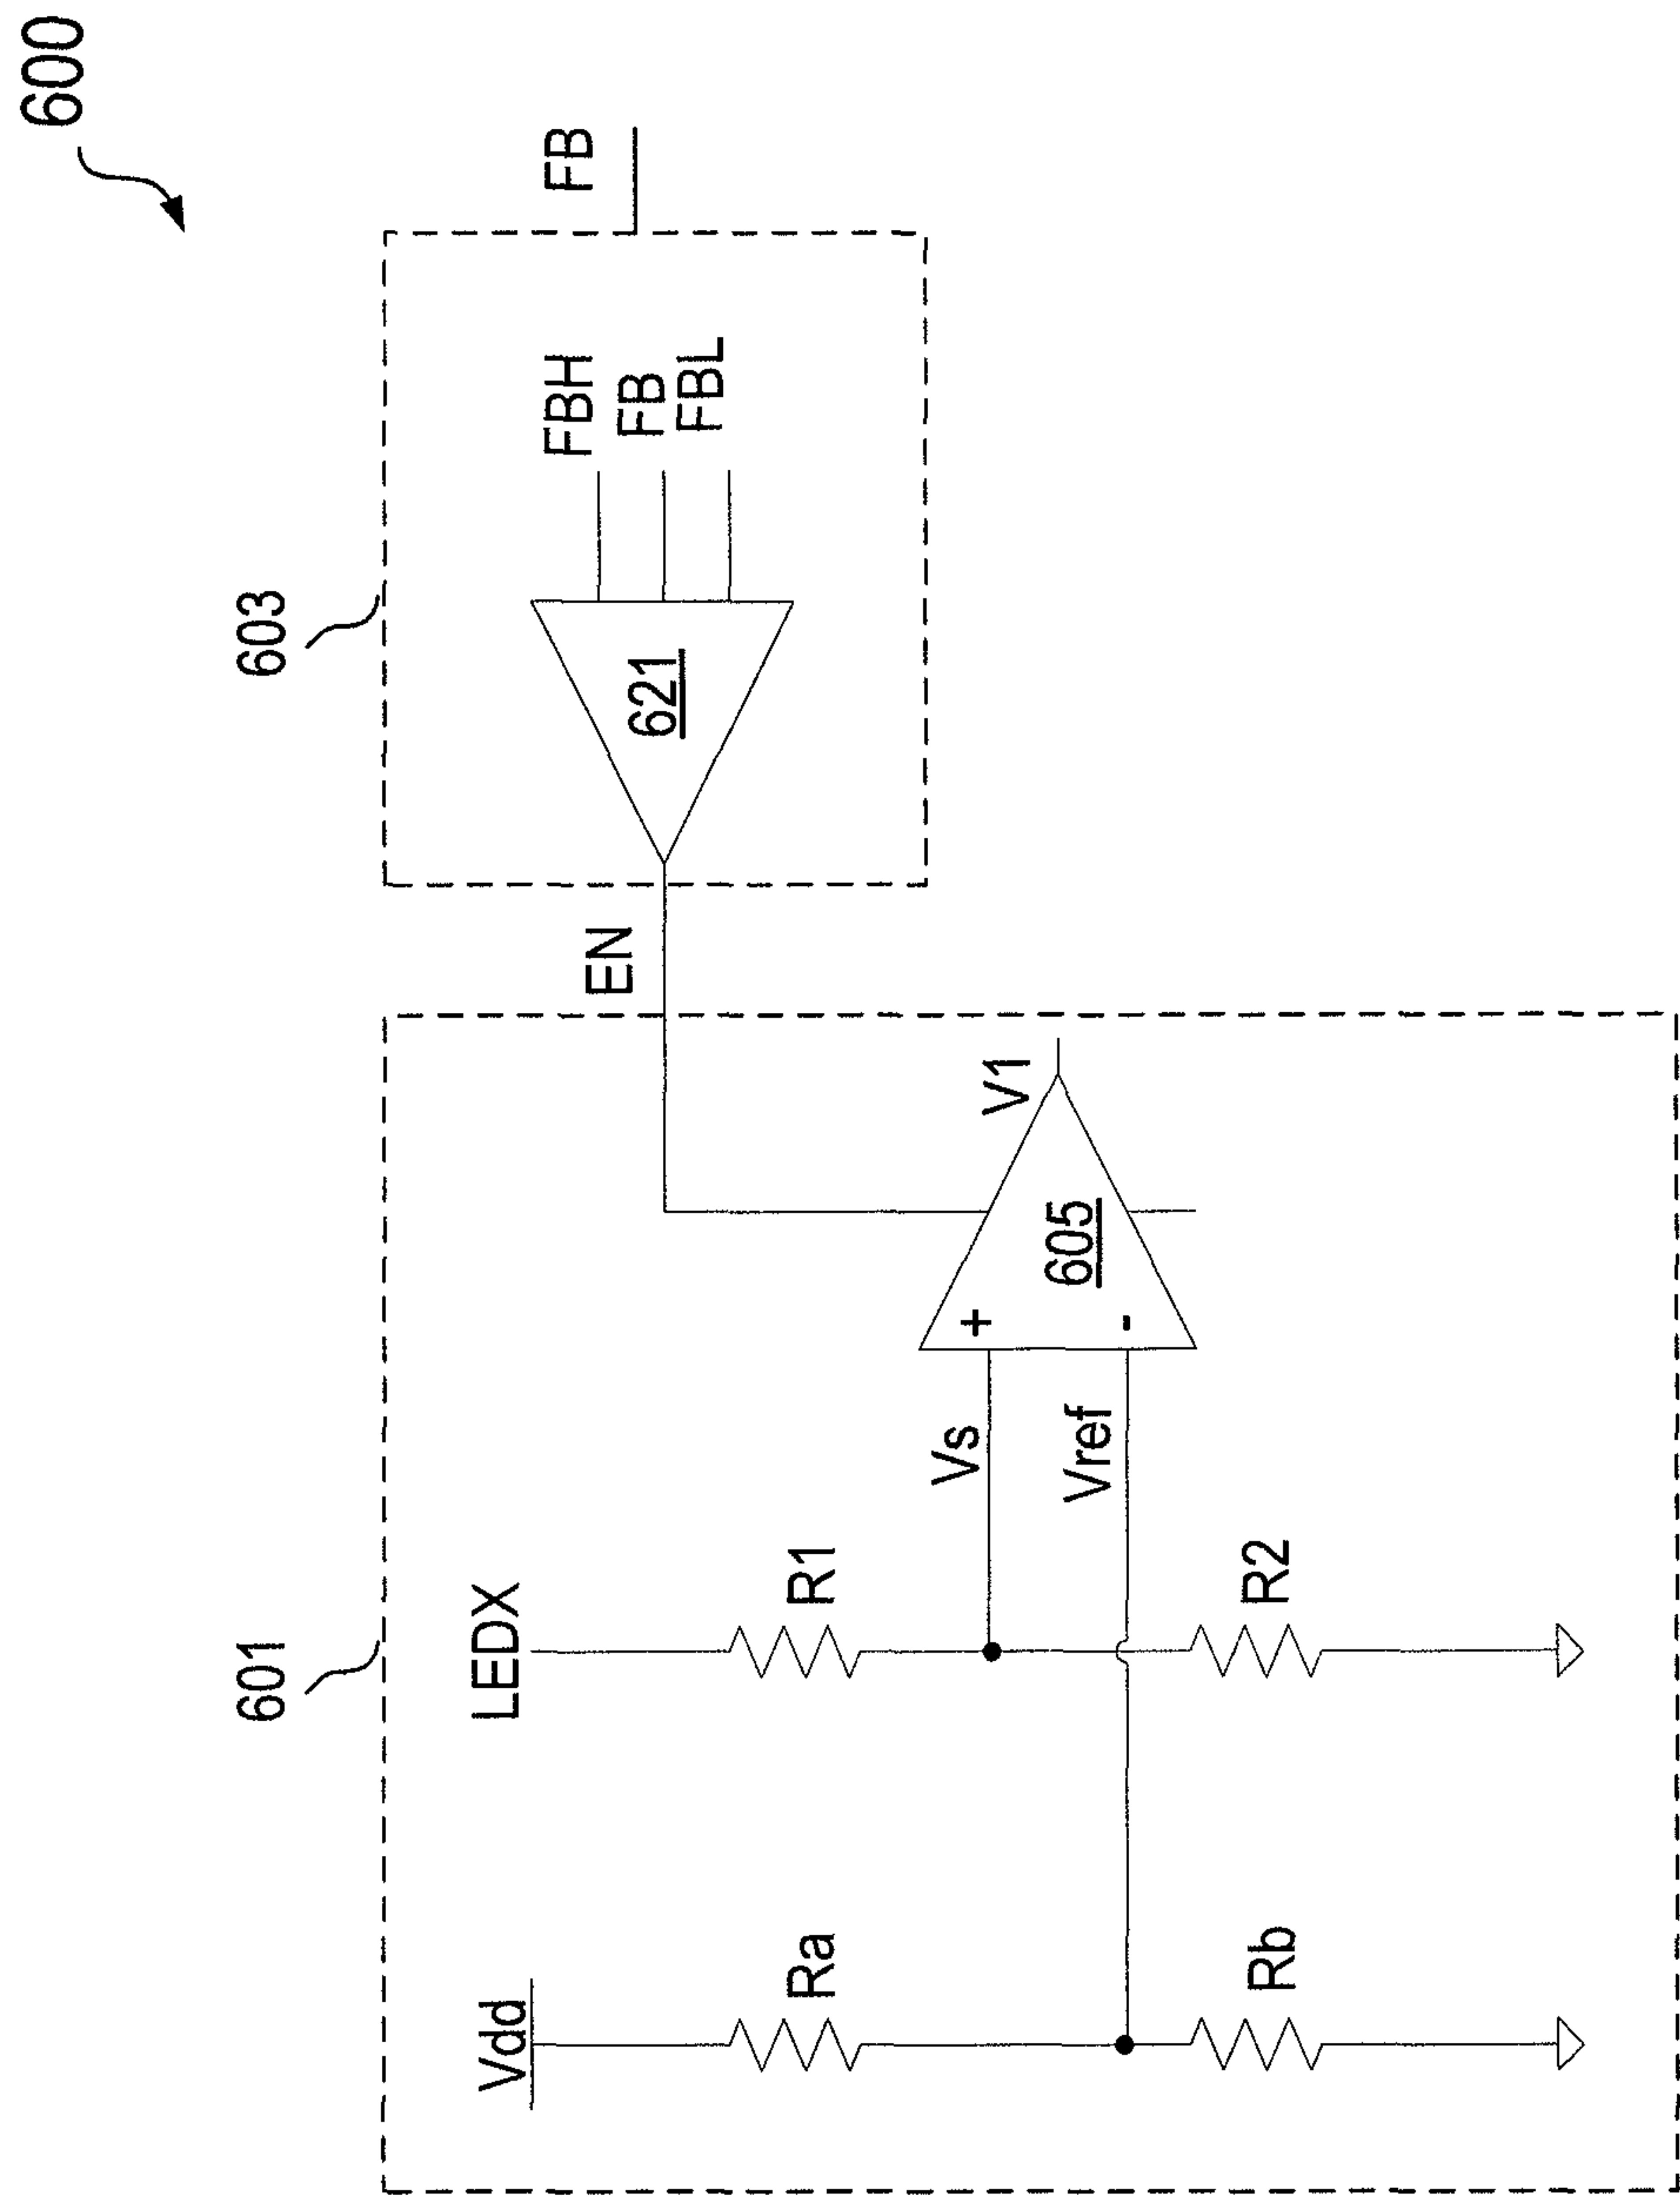 600
601
603
Vdd
LEDX
EN
FBH
FB
FBL
FB
621
Ra
R1
V1
Vs
+
605
Vref
-
Rb
R2